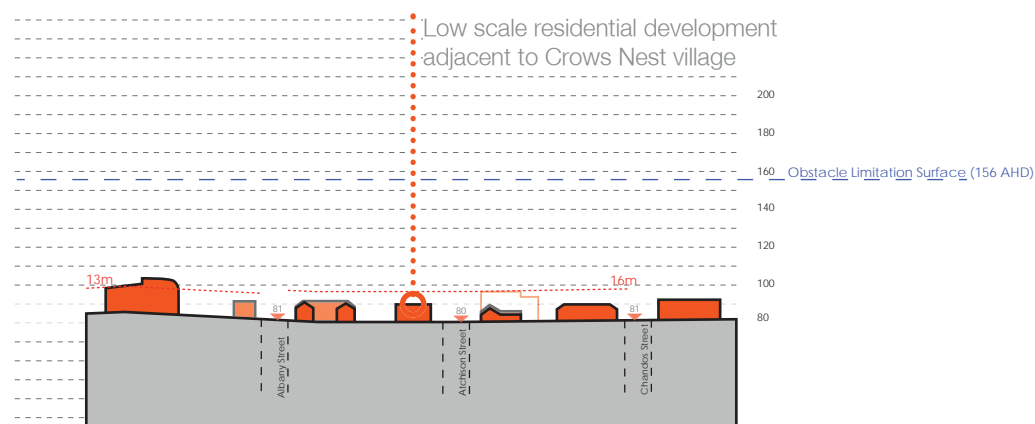 Low scale residential development
adjacent to Crows Nest village
200
180
160
Obstacle Limitation Surface (156 AHD)
140
120
100
80
13m
16m
81
80
81
Albany Street
Atchison Street
Chandos Street